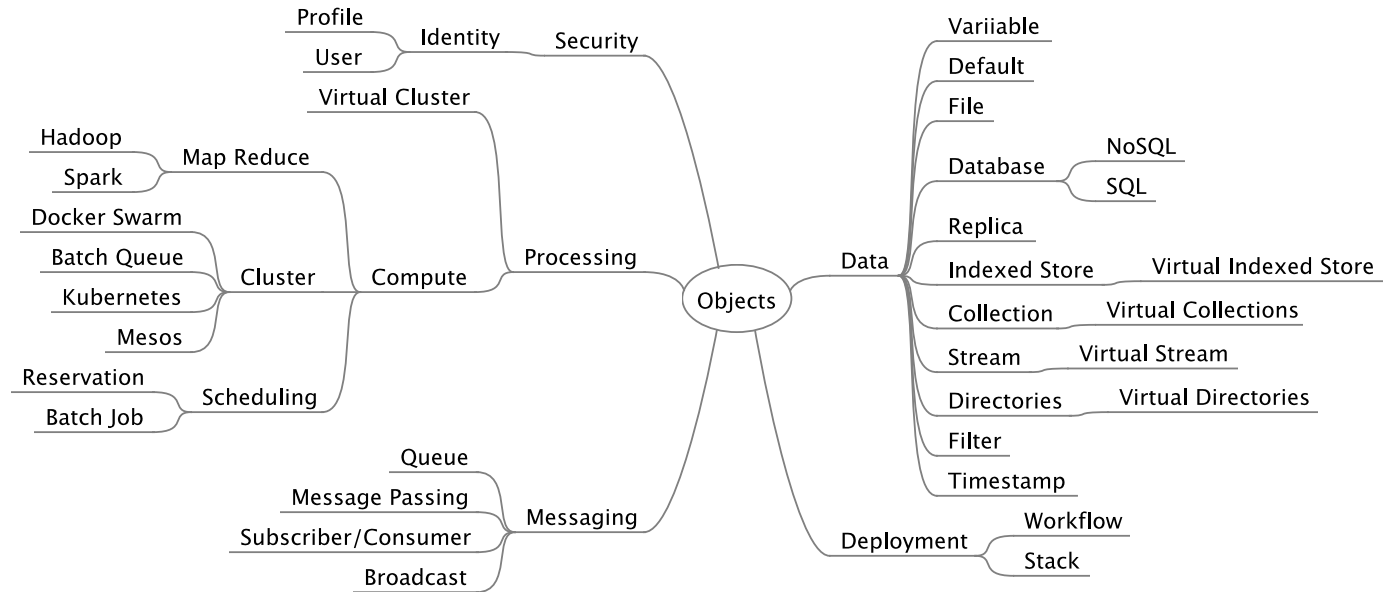 Objects
Security
Identity
Profile
User
Processing
Virtual Cluster
Compute
Map Reduce
Hadoop
Spark
Cluster
Docker Swarm
Batch Queue
Kubernetes
Mesos
Scheduling
Reservation
Batch Job
Messaging
Queue
Message Passing
Subscriber/Consumer
Broadcast
Data
Variiable
Default
File
Database
NoSQL
SQL
Replica
Indexed Store
Virtual Indexed Store
Collection
Virtual Collections
Stream
Virtual Stream
Directories
Virtual Directories
Filter
Timestamp
Deployment
Workflow
Stack